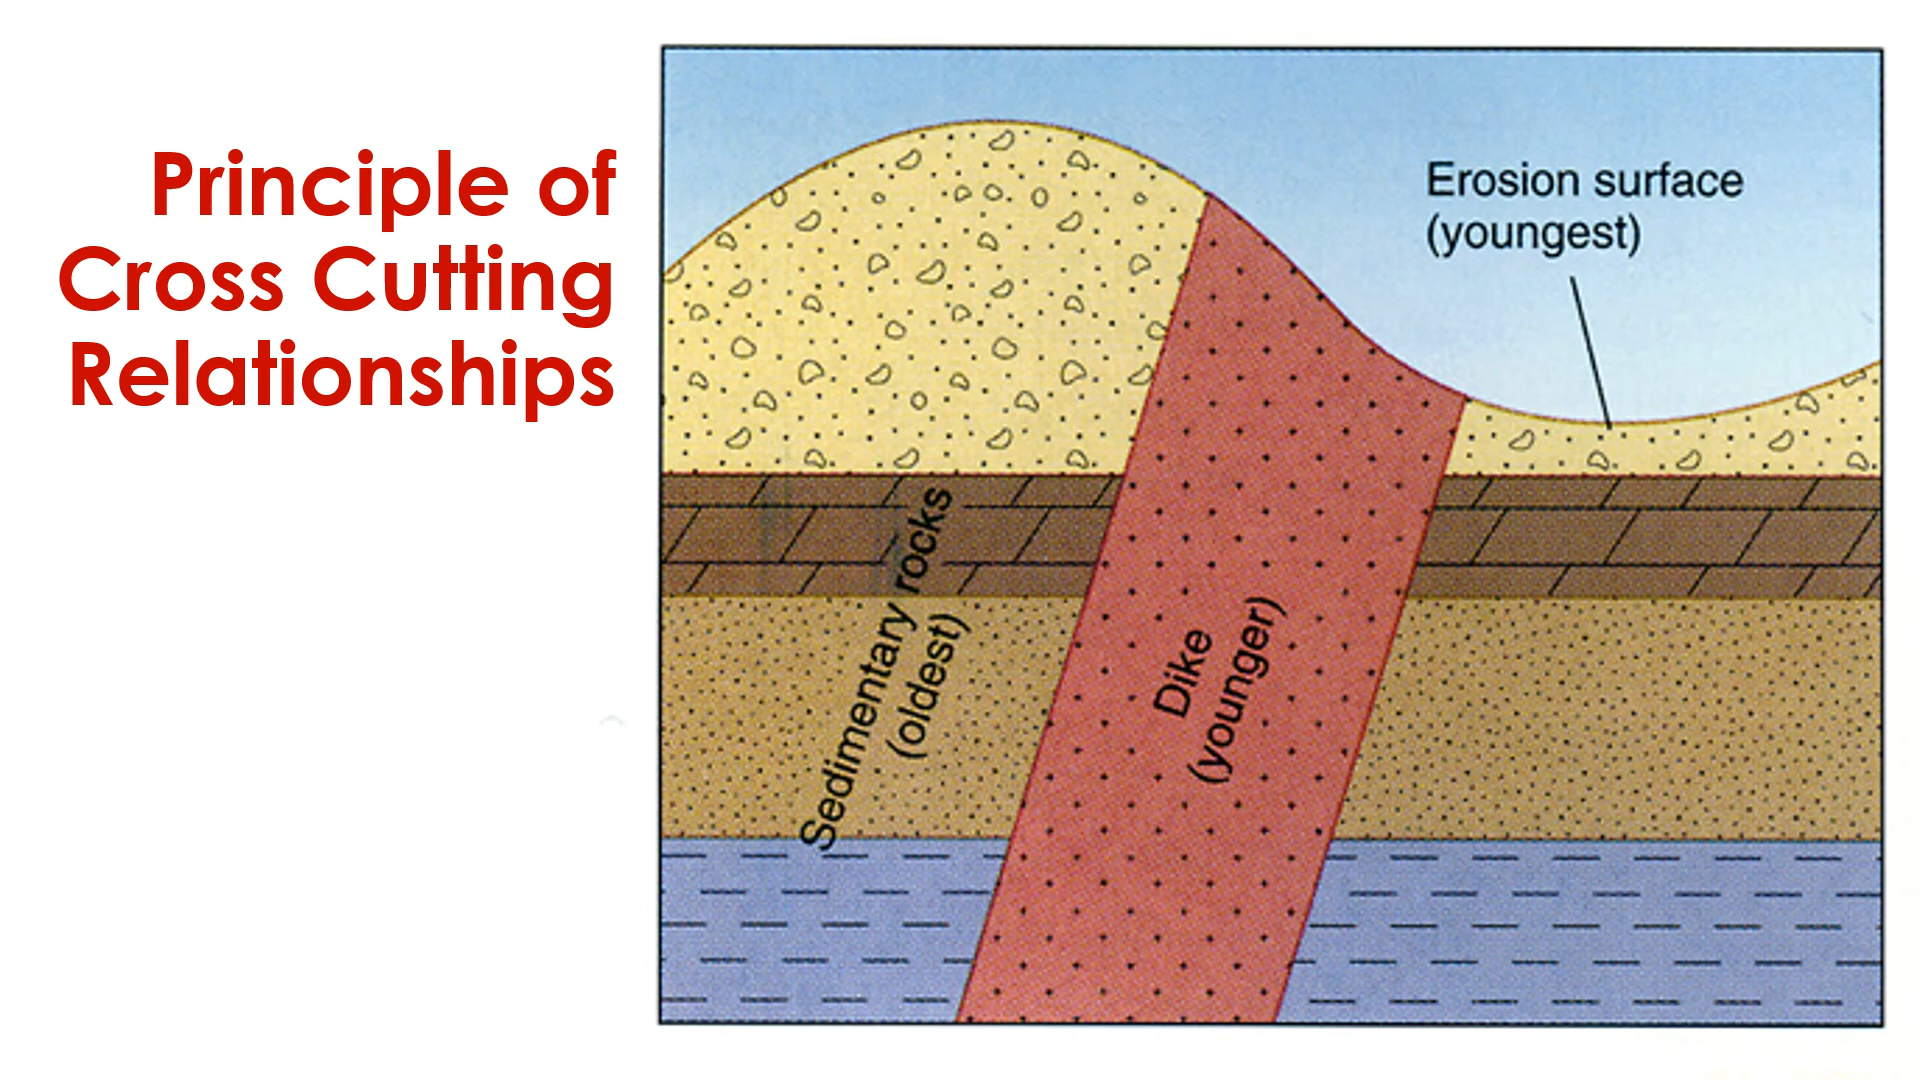 Principle of
Cross Cutting
Relationships
Erosion surface
(youngest)
Sedimentary rocks
(oldest)
Dike
(younger)